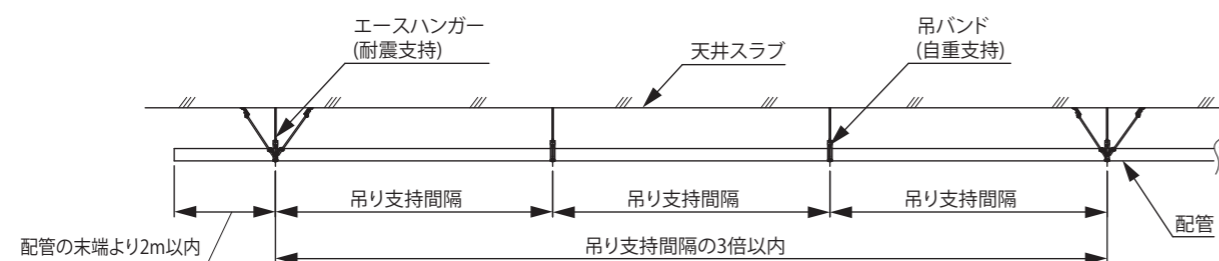 エースハンガー
(耐震支持)
吊バンド
(自重支持)
天井スラブ
吊り支持間隔
吊り支持間隔
吊り支持間隔
配管
配管の末端より2m以内
吊り支持間隔の3倍以内